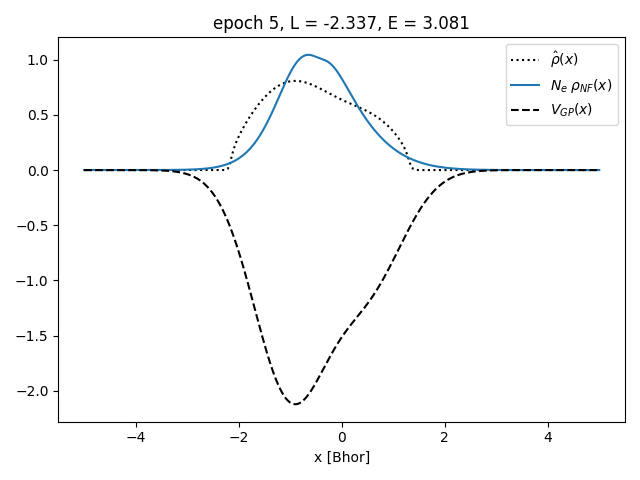 epoch 5, L = -2.337, E = 3.081
ρ̂(x)
N_e ρ_NF(x)
V_GP(x)
1.0
0.5
0.0
−0.5
−1.0
−1.5
−2.0
−4 −2 0 2 4
x [Bhor]